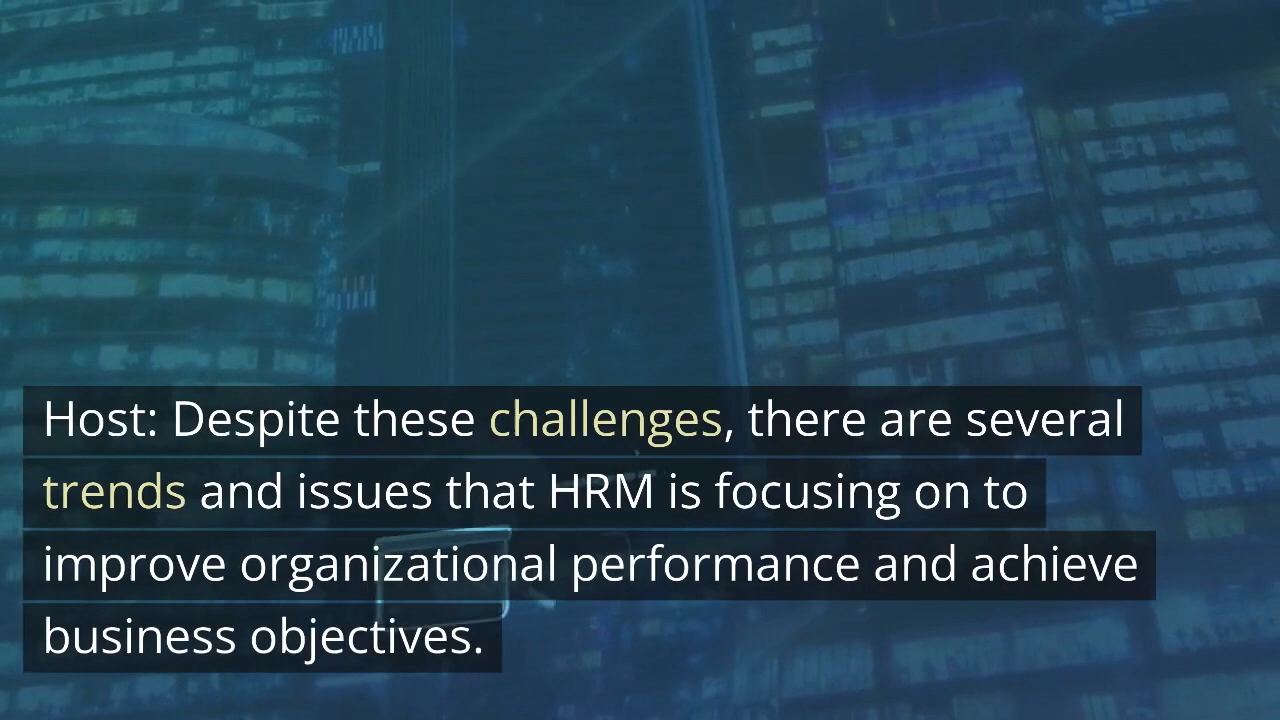 Host: Despite these challenges, there are several
trends and issues that HRM is focusing on to
improve organizational performance and achieve
business objectives.